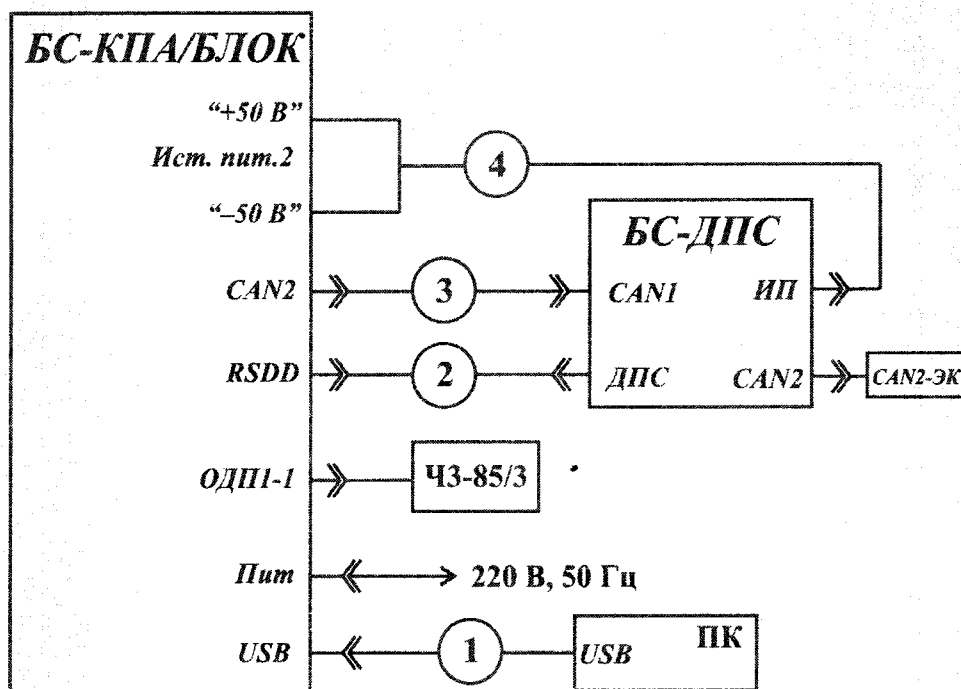 БС-КПА/БЛОК
“+50 В”
Ист. пит.2
“–50 В”
4
БС-ДПС
CAN2
3
CAN1
ИП
RSDD
2
ДПС
CAN2
CAN2-ЭК
ОДП1-1
ЧЗ-85/3
Пит
220 В, 50 Гц
USB
1
USB
ПК